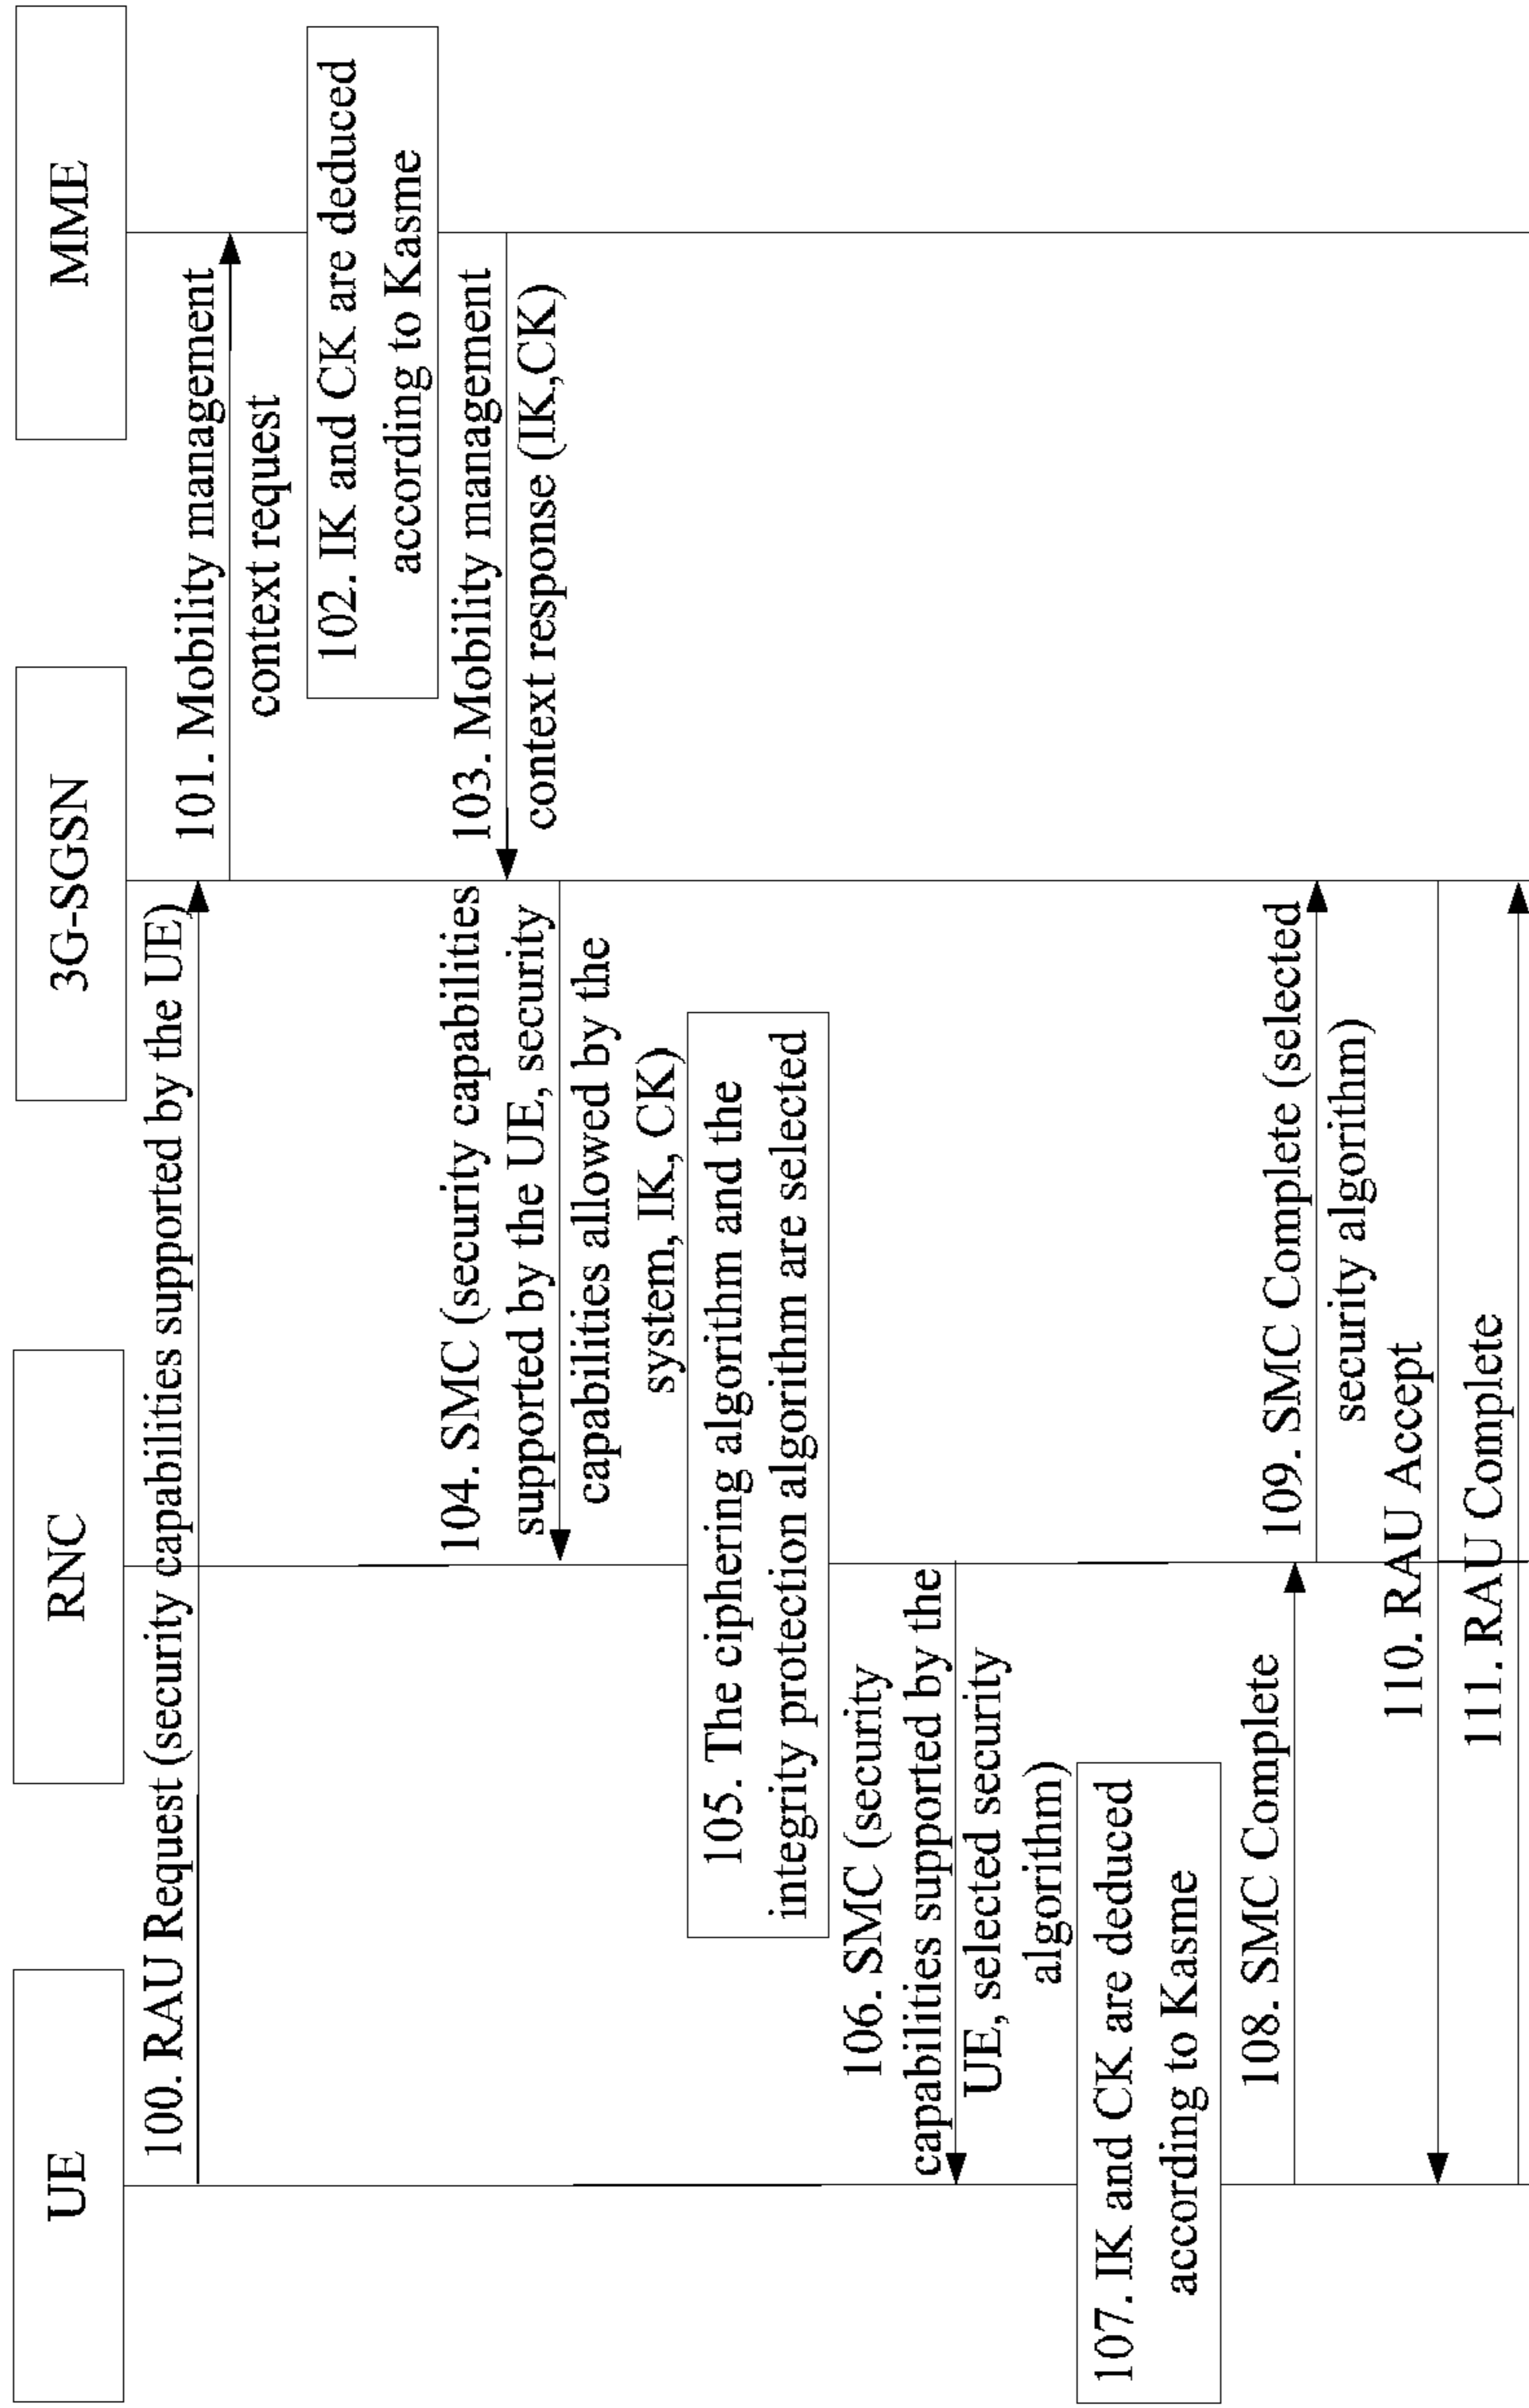 UE
RNC
3G-SGSN
MME
100. RAU Request (security capabilities supported by the UE)
101. Mobility management
context request
102. IK and CK are deduced
according to Kasme
103. Mobility management
context response (IK,CK)
104. SMC (security capabilities
supported by the UE, security
capabilities allowed by the
system, IK, CK)
105. The ciphering algorithm and the
integrity protection algorithm are selected
106. SMC (security
capabilities supported by the
UE, selected security
algorithm)
107. IK and CK are deduced
according to Kasme
108. SMC Complete
109. SMC Complete (selected
security algorithm)
110. RAU Accept
111. RAU Complete